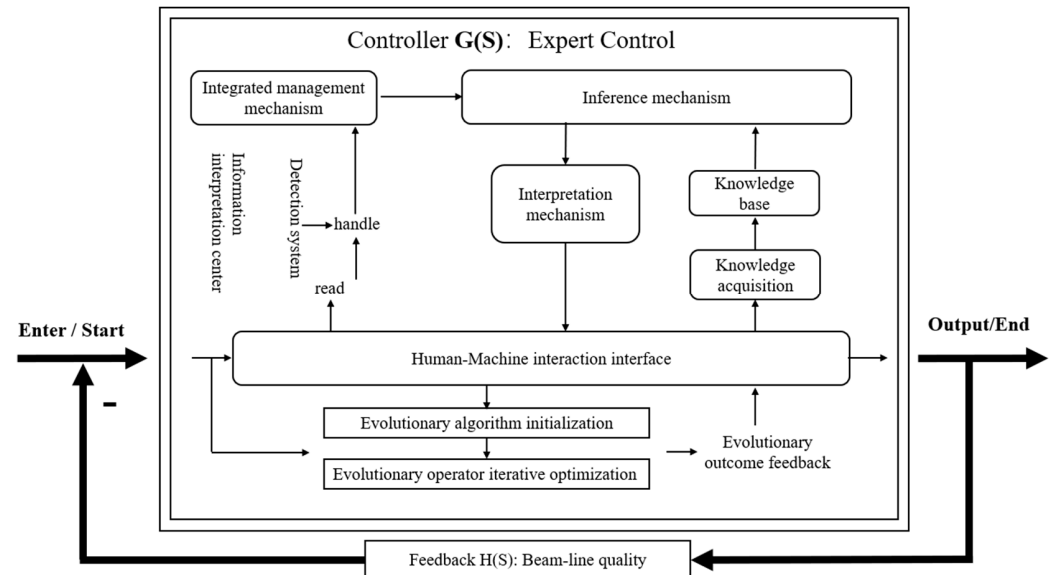 Controller G(S): Expert Control
Integrated management
mechanism
Inference mechanism
Information
interpretation center
Detection system
handle
read
Interpretation
mechanism
Knowledge
base
Knowledge
acquisition
Enter / Start
Output/End
Human-Machine interaction interface
-
Evolutionary algorithm initialization
Evolutionary operator iterative optimization
Evolutionary
outcome feedback
Feedback H(S): Beam-line quality